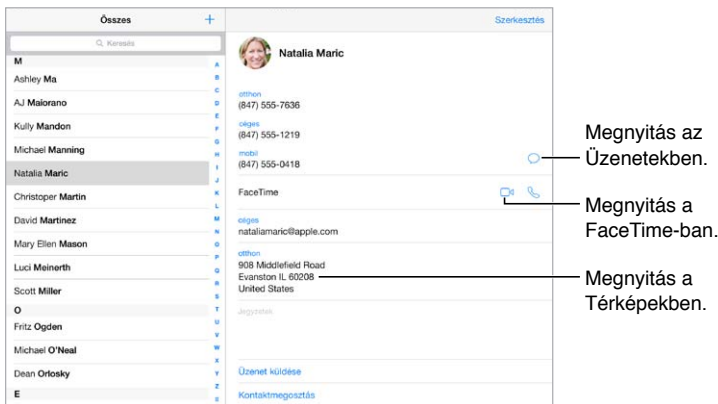 Összes
+
Keresés
M
Ashley Ma
AJ Maiorano
Kully Mandon
Michael Manning
Natalia Maric
Christoper Martin
David Martinez
Mary Ellen Mason
Luci Meinerth
Scott Miller
O
Fritz Ogden
Michael O'Neal
Dean Orlosky
E
A
B
C
D
E
F
G
H
I
J
K
L
M
N
O
P
Q
R
S
T
U
V
W
X
Y
Z
#
Szerkesztés
Natalia Maric
otthon
(847) 555-7636
céges
(847) 555-1219
mobil
(847) 555-0418
FaceTime
céges
nataliamaric@apple.com
otthon
908 Middlefield Road
Evanston IL 60208
United States
Jegyzetek
Üzenet küldése
Kontaktmegosztás
Megnyitás az
Üzenetekben.
Megnyitás a
FaceTime-ban.
Megnyitás a
Térképekben.